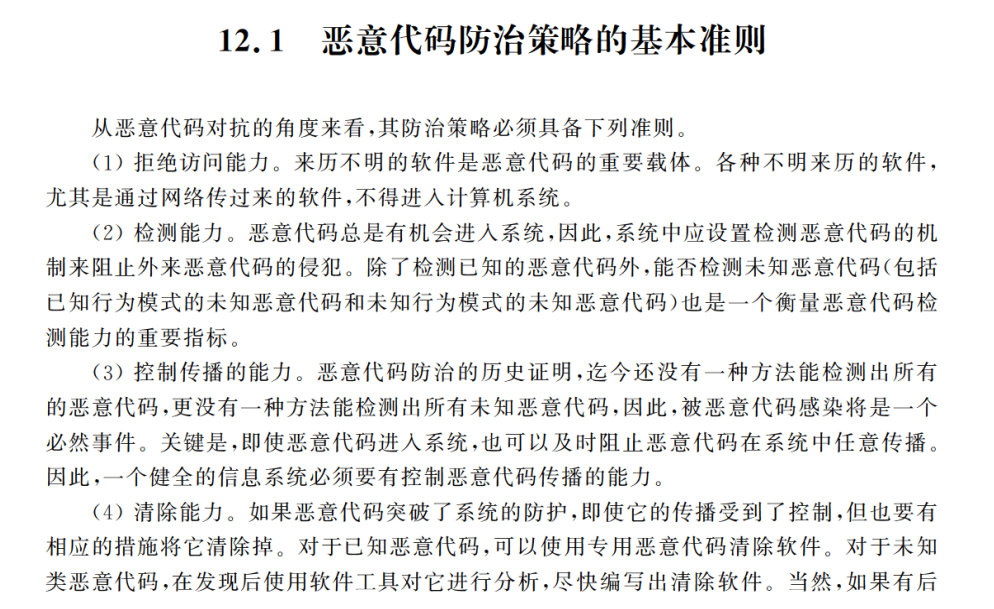 12.1 恶意代码防治策略的基本准则
从恶意代码对抗的角度来看,其防治策略必须具备下列准则。
(1) 拒绝访问能力。来历不明的软件是恶意代码的重要载体。各种不明来历的软件,
尤其是通过网络传过来的软件,不得进入计算机系统。
(2) 检测能力。恶意代码总是有机会进入系统,因此,系统中应设置检测恶意代码的机
制来阻止外来恶意代码的侵犯。除了检测已知的恶意代码外,能否检测未知恶意代码(包括
已知行为模式的未知恶意代码和未知行为模式的未知恶意代码)也是一个衡量恶意代码检
测能力的重要指标。
(3) 控制传播的能力。恶意代码防治的历史证明,迄今还没有一种方法能检测出所有
的恶意代码,更没有一种方法能检测出所有未知恶意代码,因此,被恶意代码感染将是一个
必然事件。关键是,即使恶意代码进入系统,也可以及时阻止恶意代码在系统中任意传播。
因此,一个健全的信息系统必须要有控制恶意代码传播的能力。
(4) 清除能力。如果恶意代码突破了系统的防护,即使它的传播受到了控制,但也要有
相应的措施将它清除掉。对于已知恶意代码,可以使用专用恶意代码清除软件。对于未知
类恶意代码,在发现后使用软件工具对它进行分析,尽快编写出清除软件。当然,如果有后